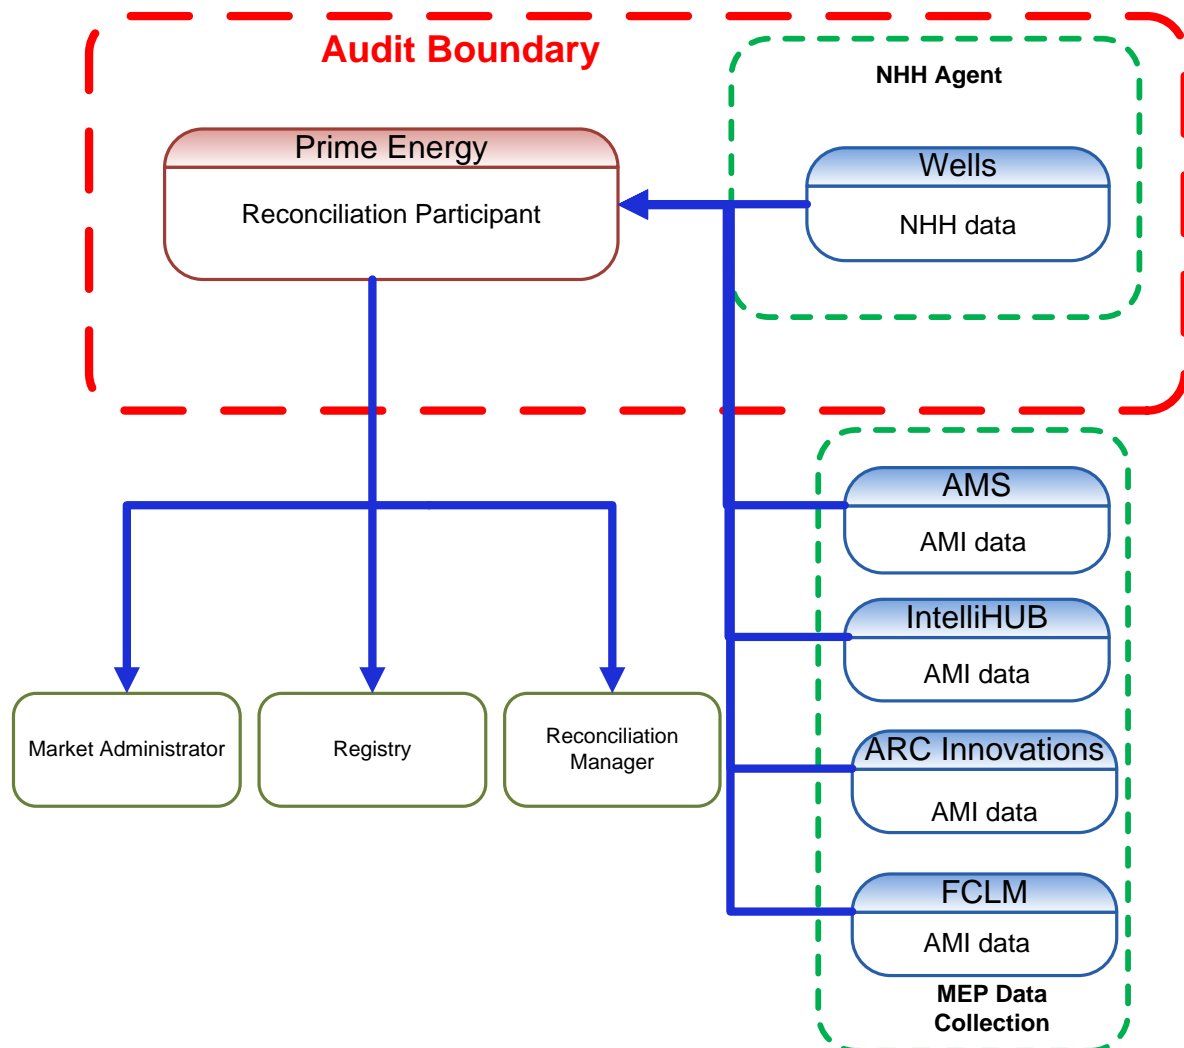 Audit Boundary
NHH Agent
Prime Energy
Reconciliation Participant
Wells
NHH data
AMS
AMI data
IntelliHUB
AMI data
ARC Innovations
AMI data
FCLM
AMI data
MEP Data
Collection
Market Administrator
Registry
Reconciliation
Manager